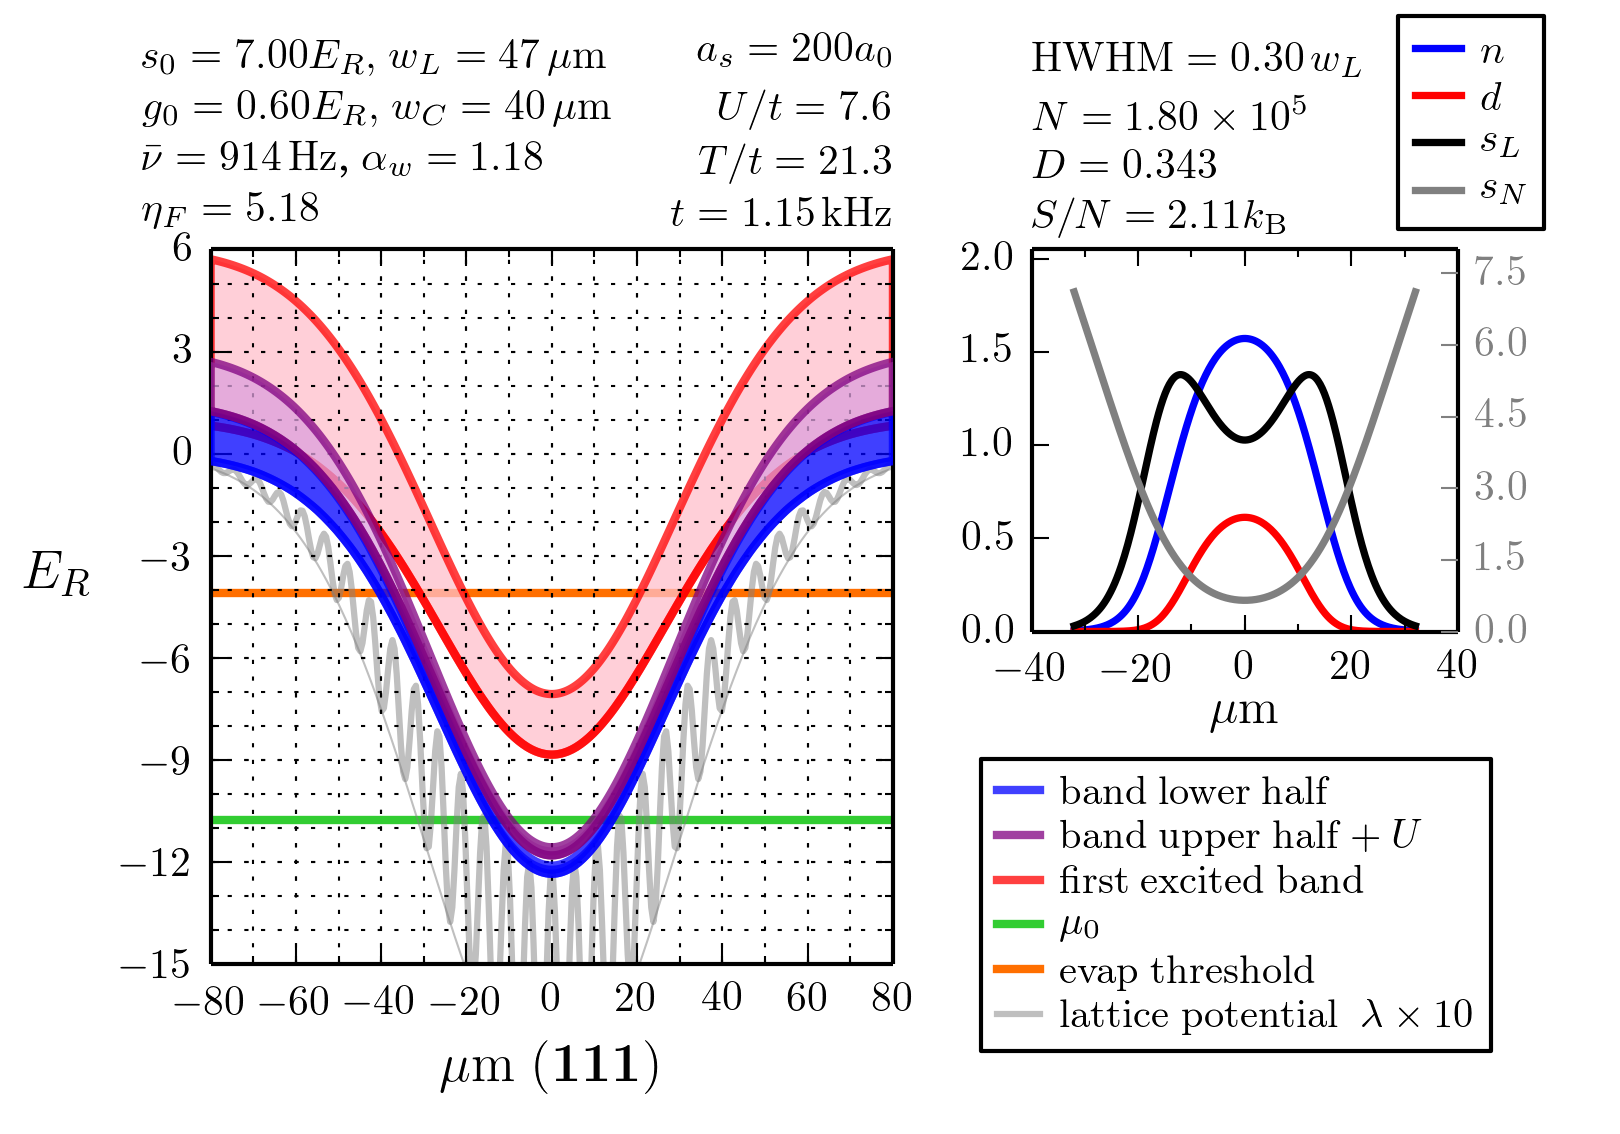 s₀ = 7.00E_R, w_L = 47 μm
g₀ = 0.60E_R, w_C = 40 μm
ν̄ = 914 Hz, α_w = 1.18
η_F = 5.18
a_s = 200a₀
U/t = 7.6
T/t = 21.3
t = 1.15 kHz
HWHM = 0.30 w_L
N = 1.80 × 10⁵
D = 0.343
S/N = 2.11k_B
n
d
s_L
s_N
E_R
6
3
0
−3
−6
−9
−12
−15
−80 −60 −40 −20 0 20 40 60 80
μm (111)
2.0
1.5
1.0
0.5
0.0
7.5
6.0
4.5
3.0
1.5
0.0
−40 −20 0 20 40
μm
band lower half
band upper half + U
first excited band
μ₀
evap threshold
lattice potential λ × 10